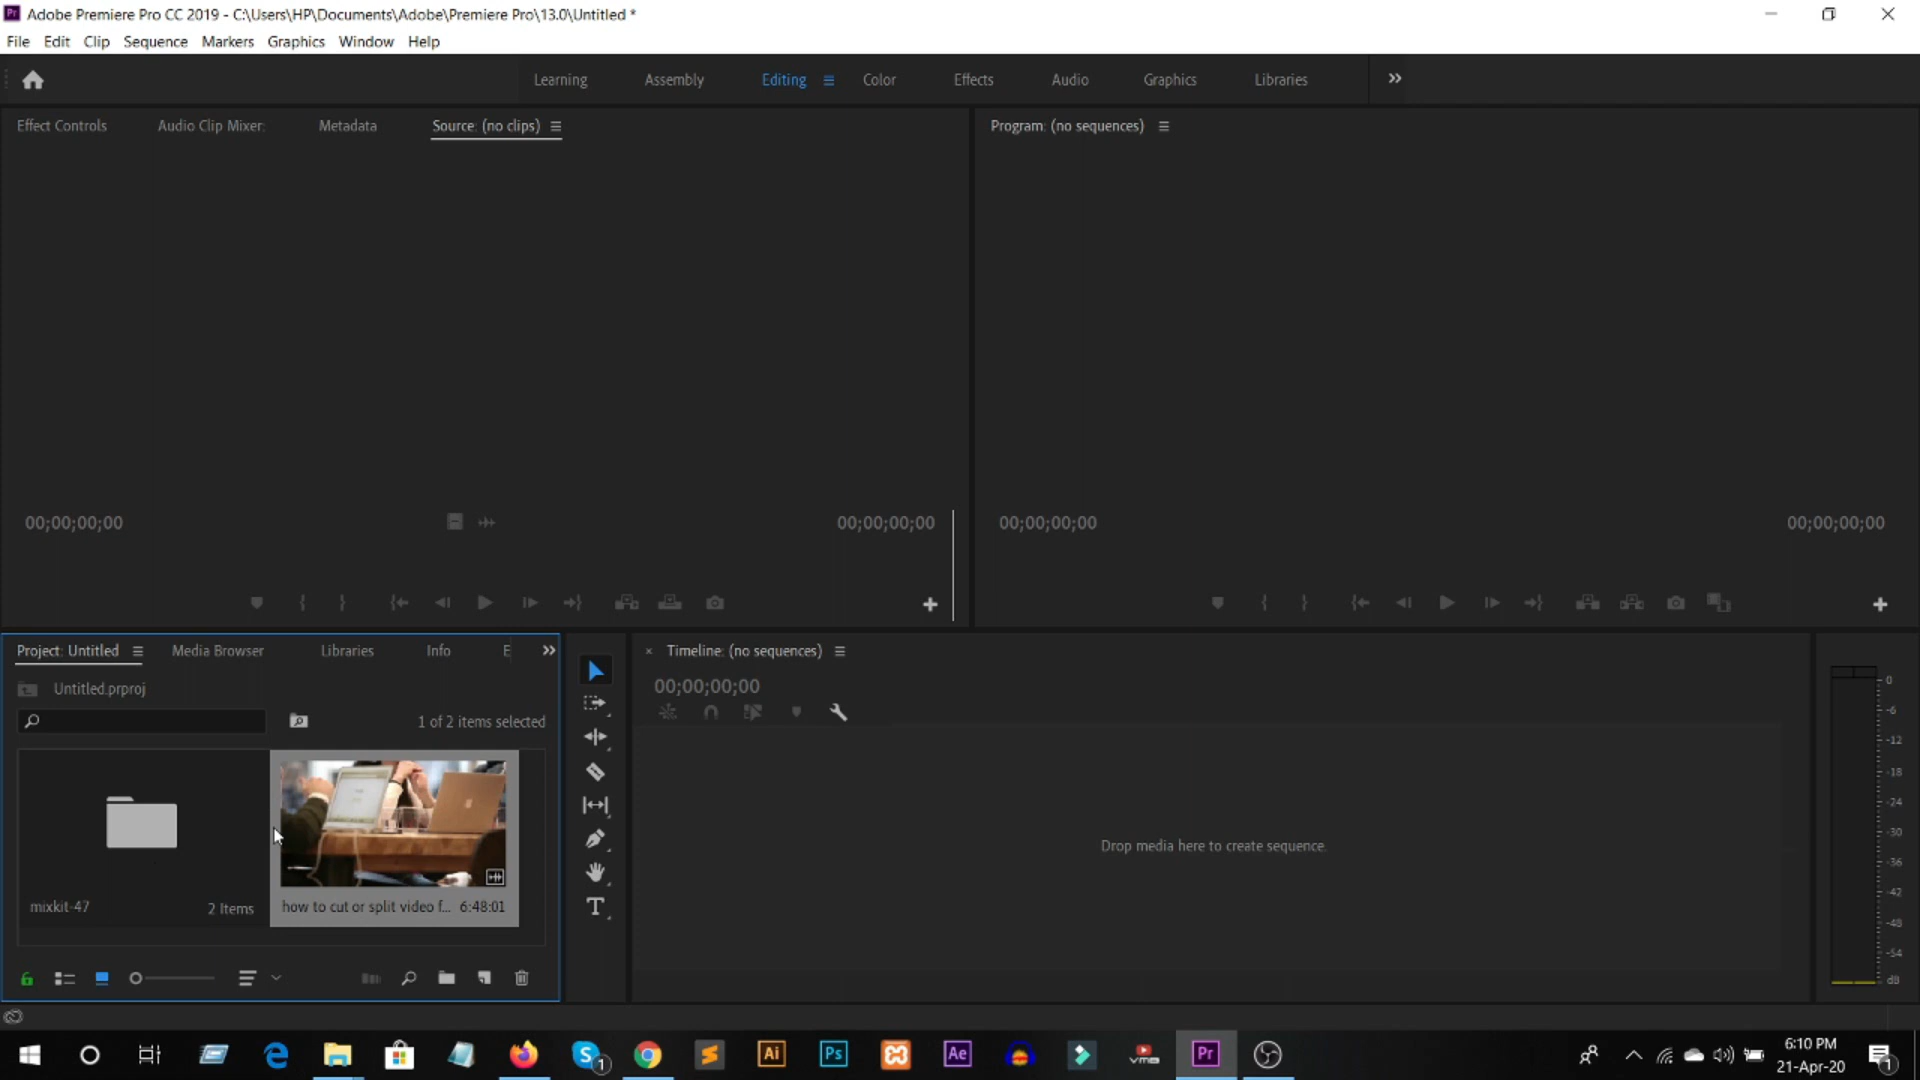 Adobe Premiere Pro CC 2019 - C:\Users\HP\Documents\Adobe\Premiere Pro\13.0\Untitled *
File Edit Clip Sequence Markers Graphics Window Help
Learning Assembly Editing Color Effects Audio Graphics Libraries
Effect Controls Audio Clip Mixer: Metadata Source: (no clips) Program: (no sequences)
00;00;00;00 00;00;00;00 00;00;00;00 00;00;00;00
Project: Untitled Media Browser Libraries Info E
Timeline: (no sequences)
Untitled.prproj
00;00;00;00
1 of 2 items selected
Drop media here to create sequence.
mixkit-47 2 Items
how to cut or split video f... 6:48:01
0
-6
-12
-18
-24
-30
-36
-42
-48
-54
dB
S 1 Ai Ps Ae Pr
6:10 PM
21-Apr-20
1